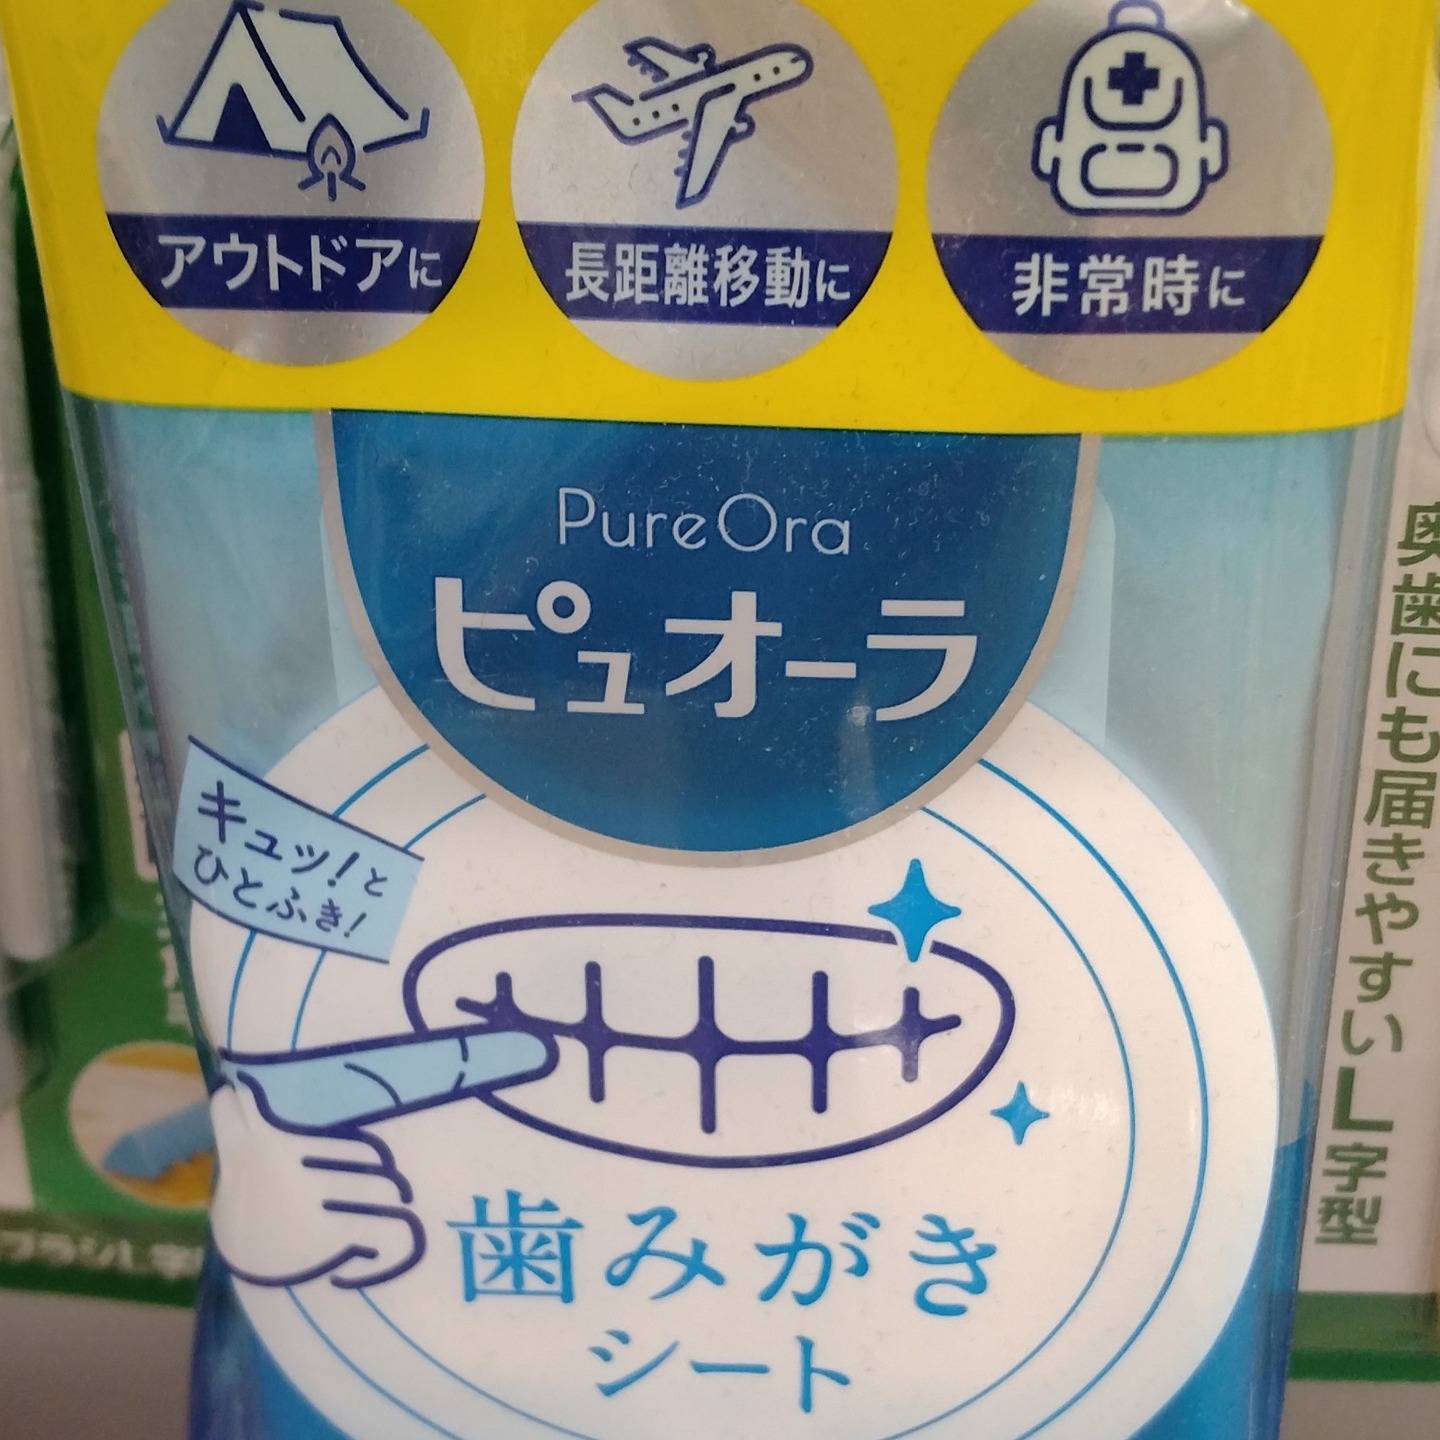 アウトドアに
長距離移動に
非常時に
PureOra
ピュオーラ
キュッ!と
ひとふき!
歯みがき
シート
奥歯にも届きやすいL字型